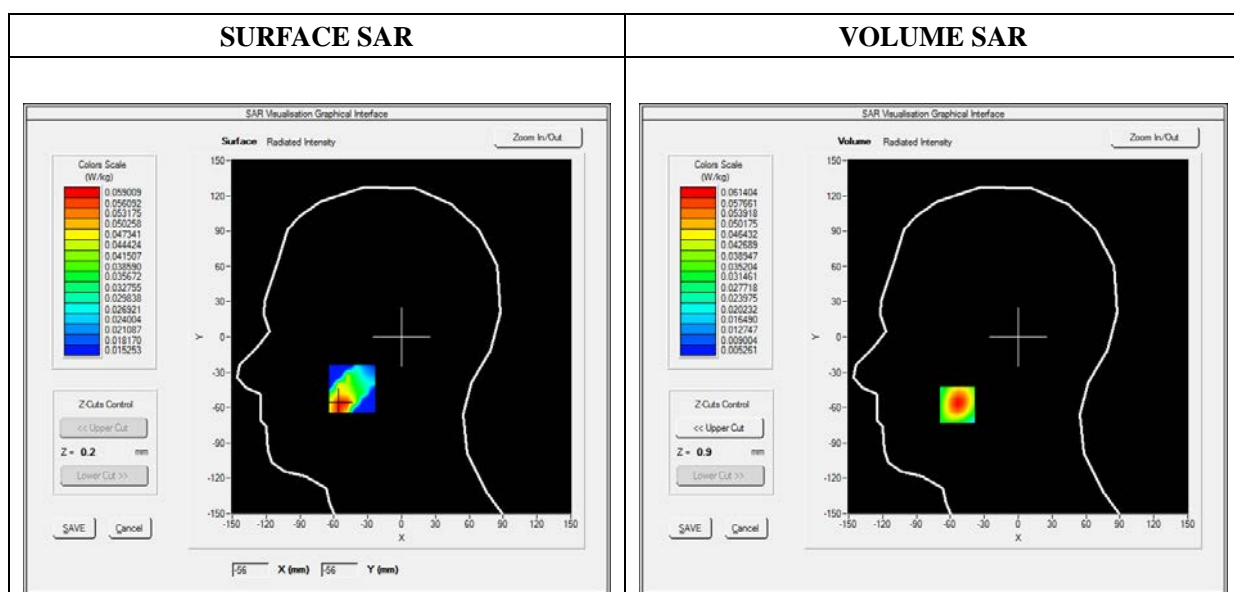 SURFACE SAR
VOLUME SAR
SAR Visualisation Graphical Interface
Surface Radiated Intensity
Zoom In/Out
Colors Scale
(W/kg)
0.059009
0.056092
0.053175
0.050258
0.047341
0.044424
0.041507
0.038590
0.035672
0.032755
0.029838
0.026921
0.024004
0.021087
0.018170
0.015253
Z-Cuts Control
<< Upper Cut
Z = 0.2 mm
Lower Cut >>
SAVE Cancel
150
120
90
60
30
Y 0
-30
-60
-90
-120
-150
-150 -120 -90 -60 -30 0 30 60 90 120 150
X
-56 X (mm) -56 Y (mm)
SAR Visualisation Graphical Interface
Volume Radiated Intensity
Zoom In/Out
Colors Scale
(W/kg)
0.061404
0.057661
0.053918
0.050175
0.046432
0.042689
0.038947
0.035204
0.031461
0.027718
0.023975
0.020232
0.016490
0.012747
0.009004
0.005261
Z-Cuts Control
<< Upper Cut
Z = 0.9 mm
Lower Cut >>
SAVE Cancel
150
120
90
60
30
Y 0
-30
-60
-90
-120
-150
-150 -120 -90 -60 -30 0 30 60 90 120 150
X